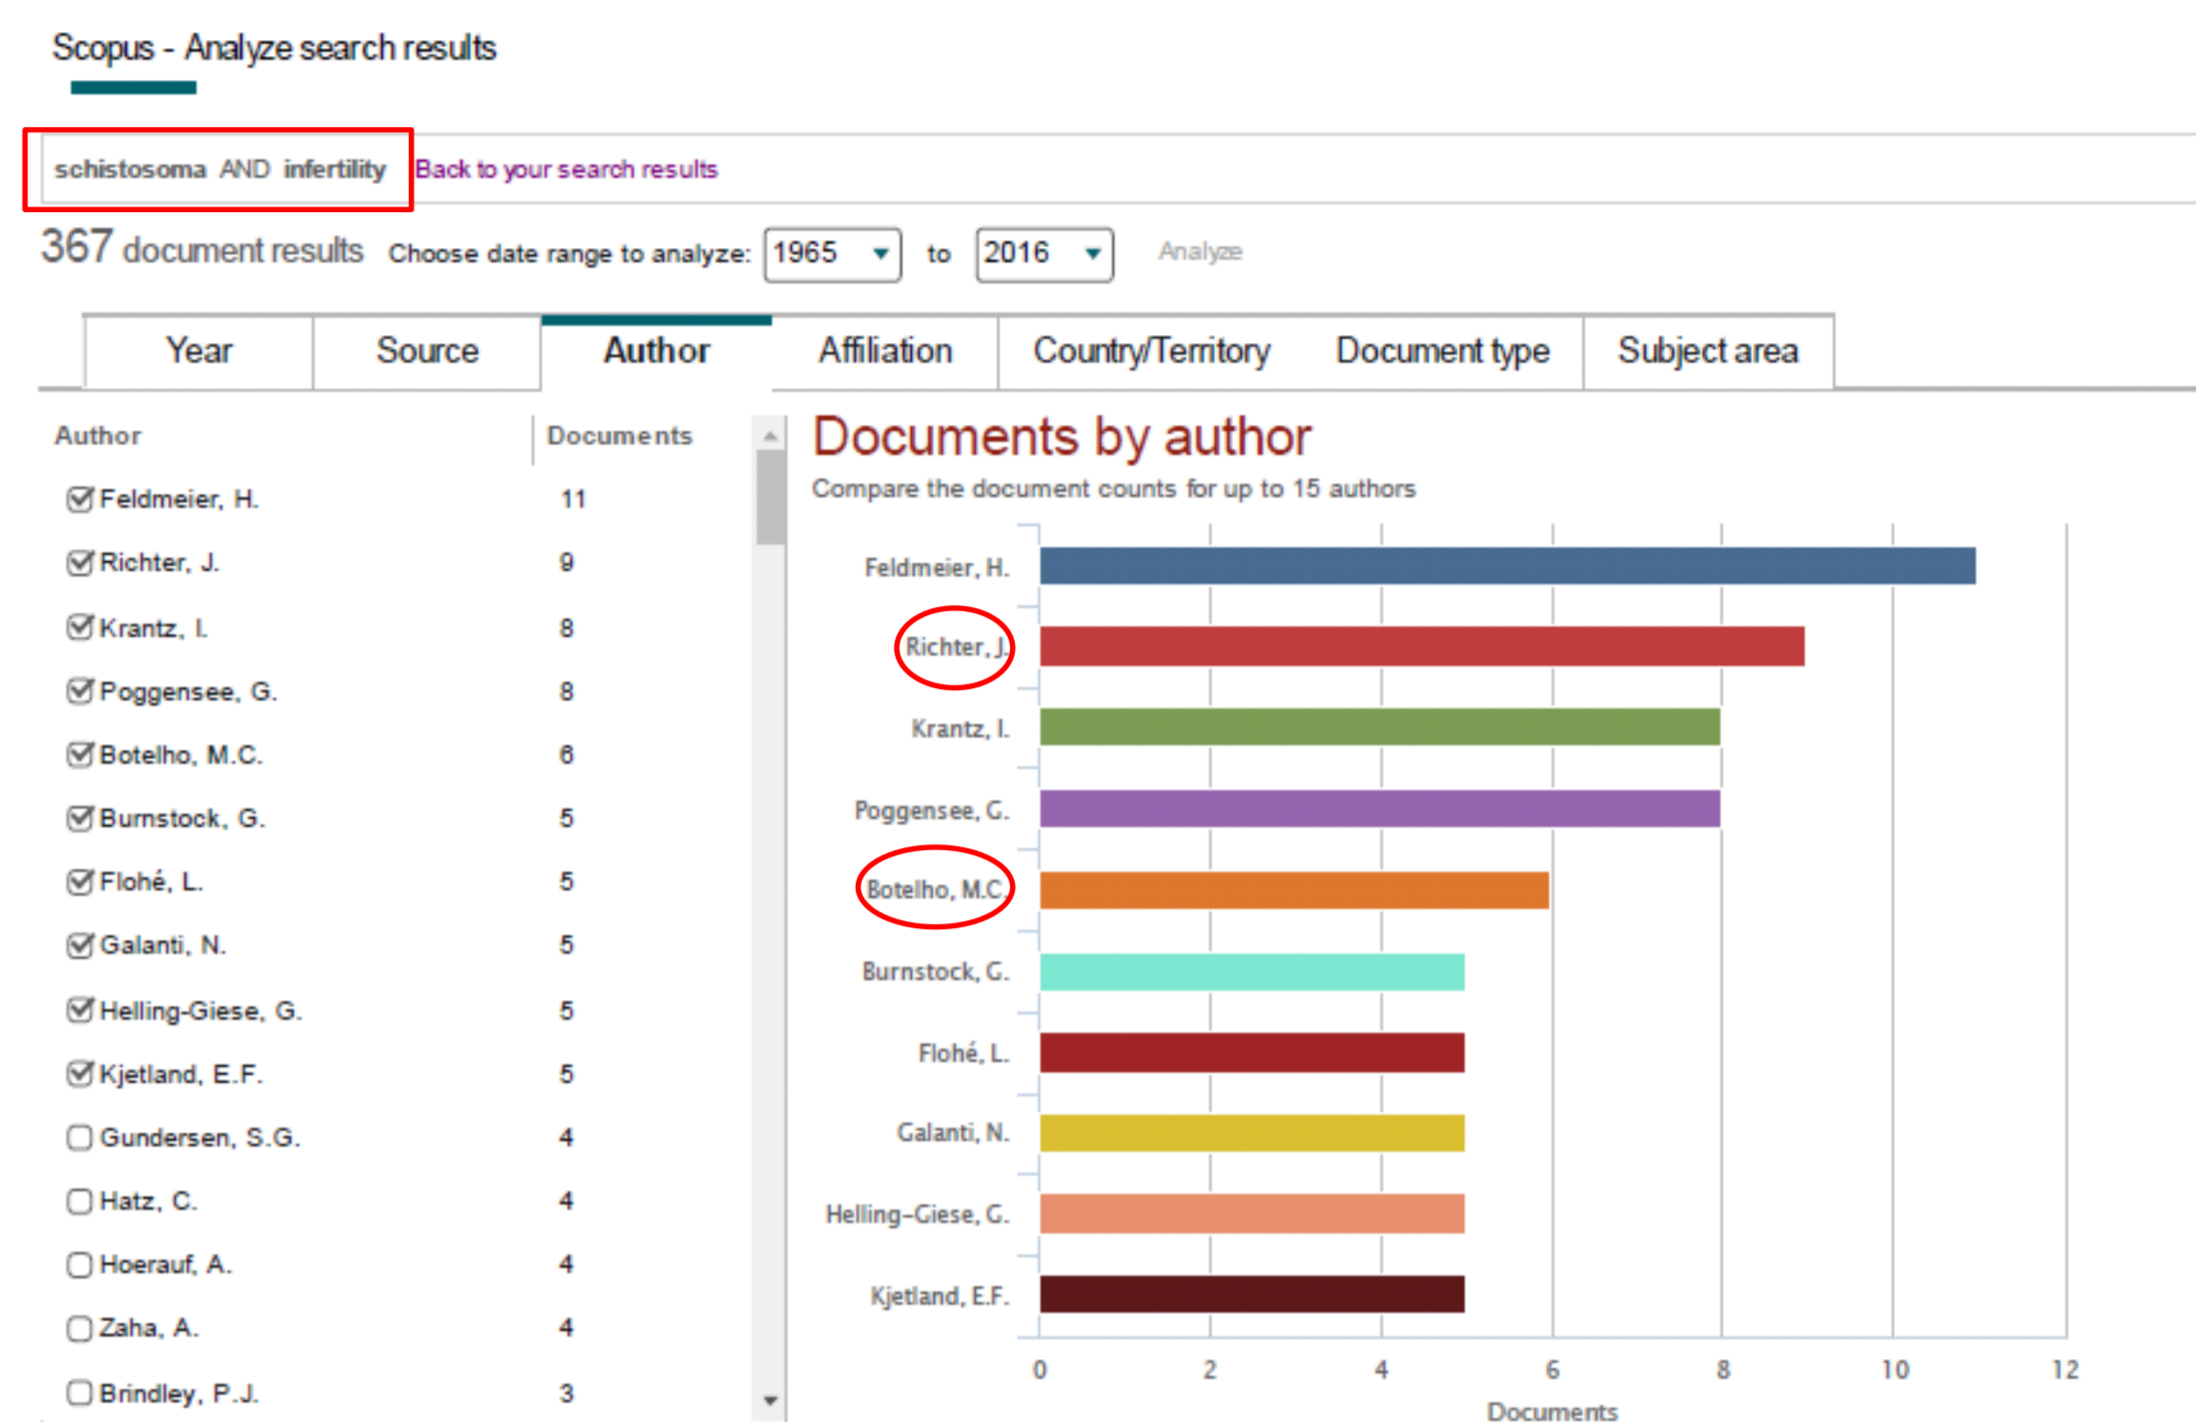 Scopus - Analyze search results
schistosoma AND infertility Back to your search results
367 document results Choose date range to analyze: 1965 to 2016 Analyze
Year Source Author Affiliation Country/Territory Document type Subject area
Author Documents
Feldmeier, H. 11
Richter, J. 9
Krantz, I. 8
Poggensee, G. 8
Botelho, M.C. 6
Burnstock, G. 5
Flohé, L. 5
Galanti, N. 5
Helling-Giese, G. 5
Kjetland, E.F. 5
Gundersen, S.G. 4
Hatz, C. 4
Hoerauf, A. 4
Zaha, A. 4
Brindley, P.J. 3
Documents by author
Compare the document counts for up to 15 authors
Feldmeier, H.
Richter, J.
Krantz, I.
Poggensee, G.
Botelho, M.C.
Burnstock, G.
Flohé, L.
Galanti, N.
Helling-Giese, G.
Kjetland, E.F.
0 2 4 6 8 10 12
Documents